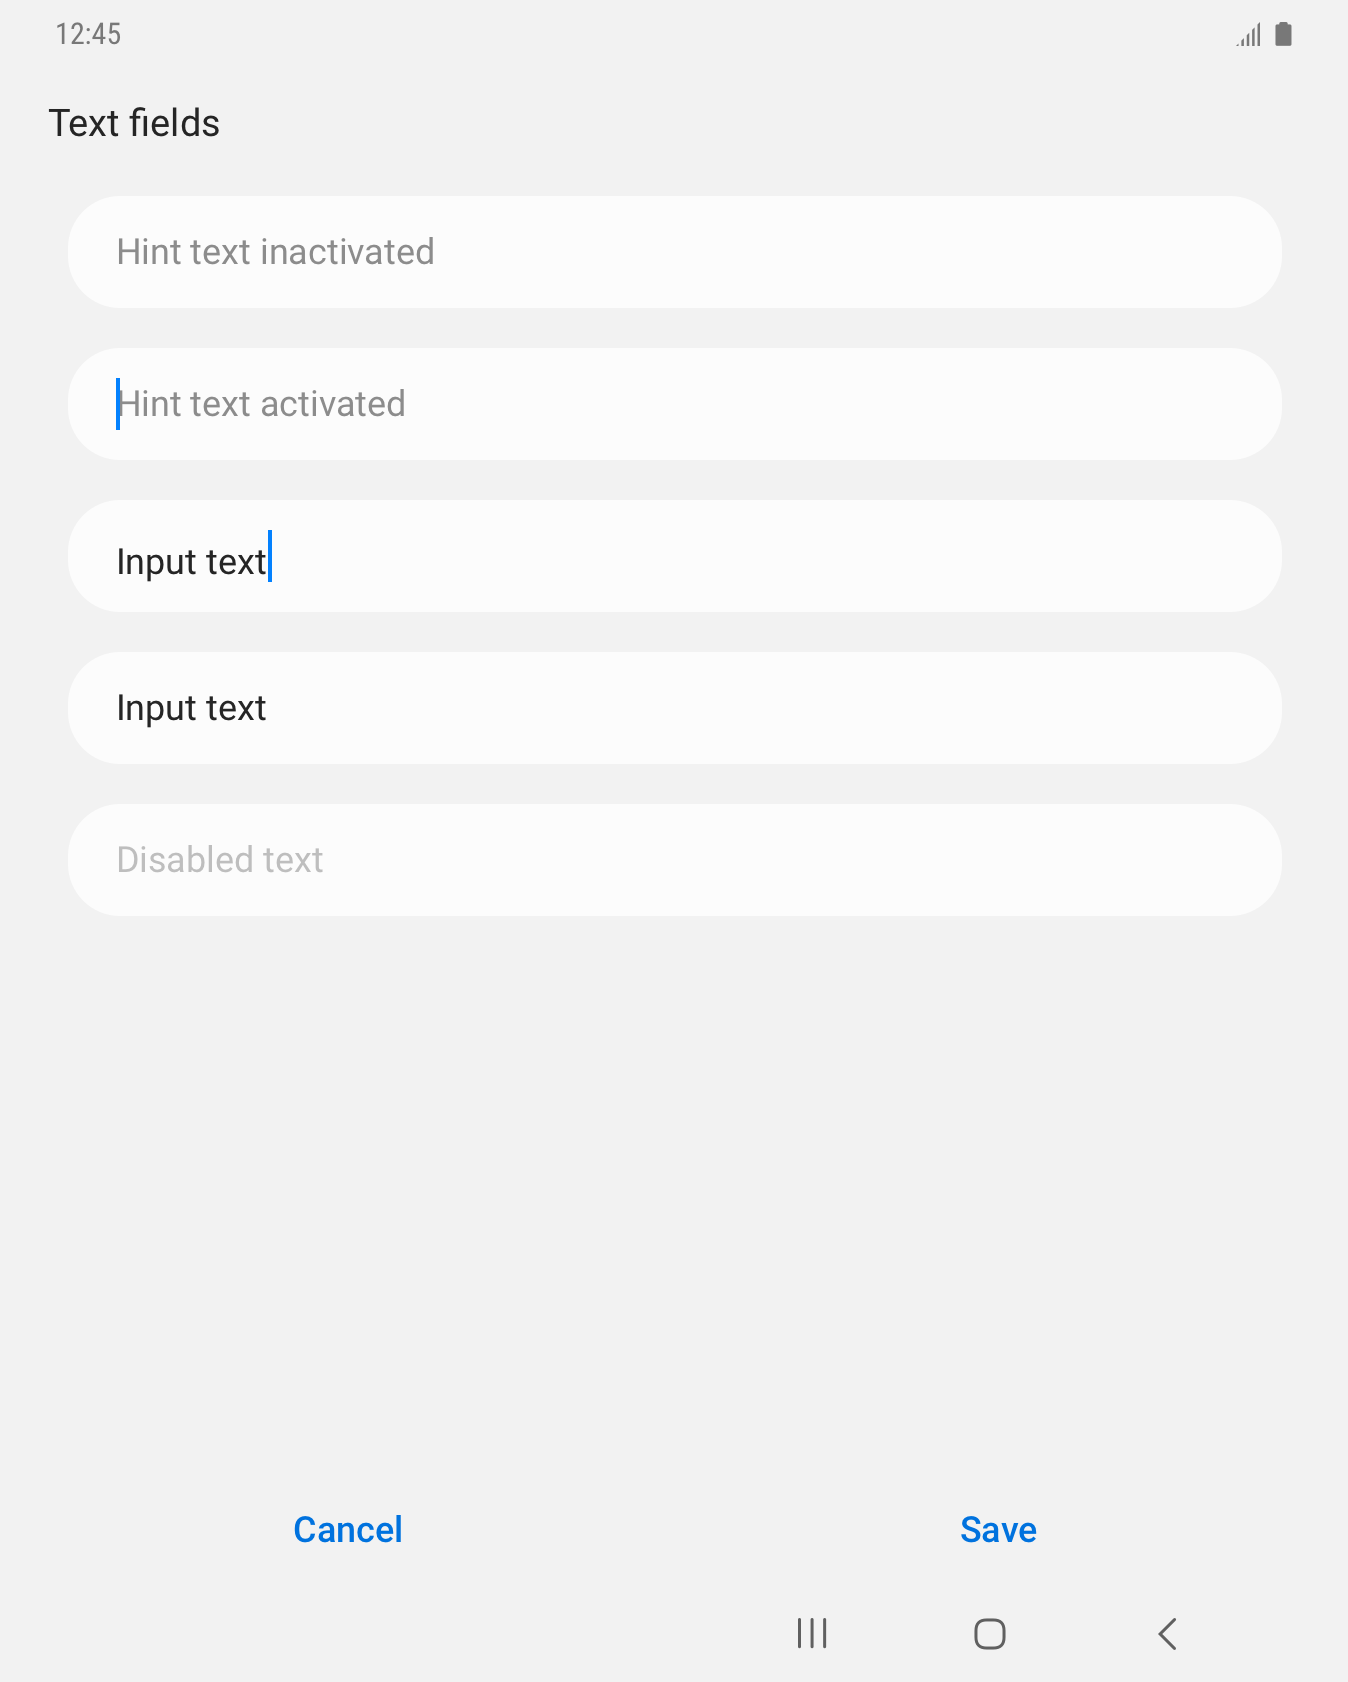 12:45
Text fields
Hint text inactivated
Hint text activated
Input text
Input text
Disabled text
Cancel
Save